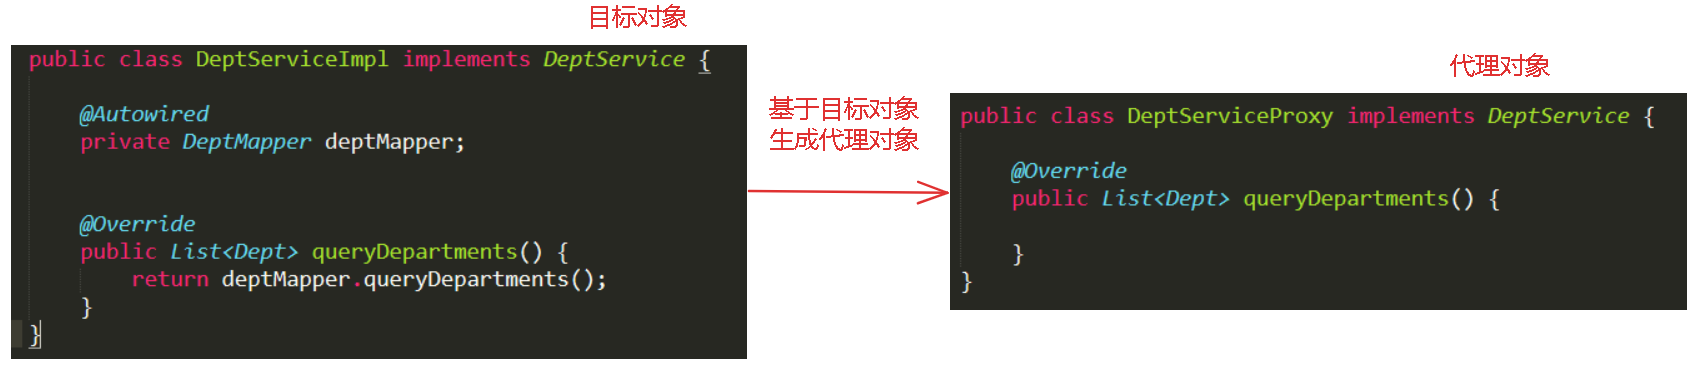 目标对象
public class DeptServiceImpl implements DeptService {
@Autowired
private DeptMapper deptMapper;
@Override
public List<Dept> queryDepartments() {
return deptMapper.queryDepartments();
}
}
基于目标对象
生成代理对象
代理对象
public class DeptServiceProxy implements DeptService {
@Override
public List<Dept> queryDepartments() {
}
}